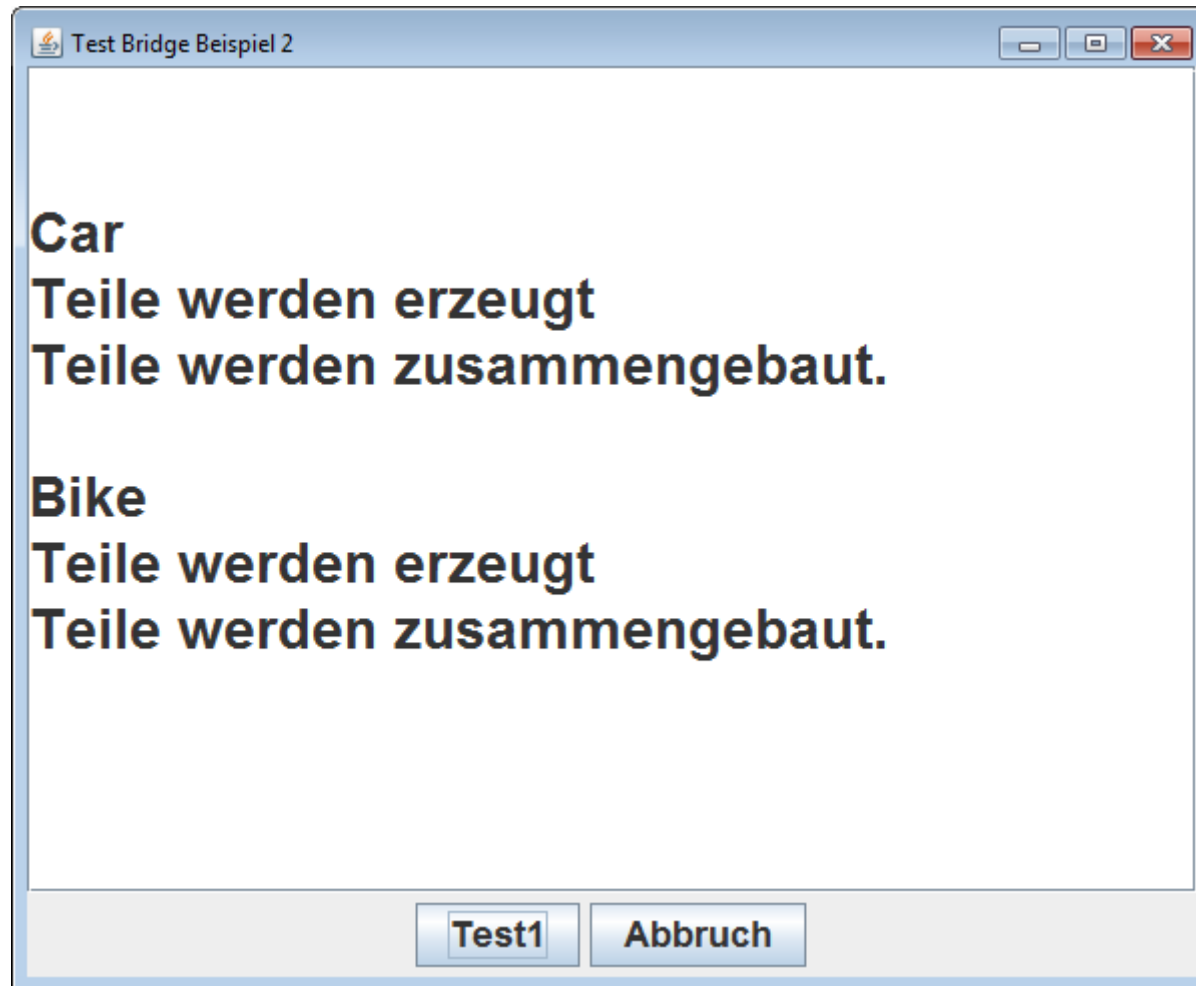 Test Bridge Beispiel 2
Car
Teile werden erzeugt
Teile werden zusammengebaut.
Bike
Teile werden erzeugt
Teile werden zusammengebaut.
Test1 Abbruch